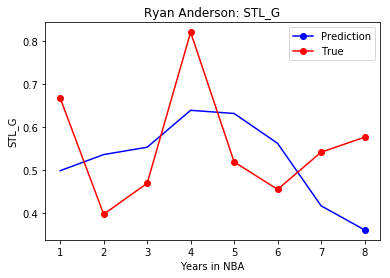 Ryan Anderson: STL_G
Prediction
True
0.8
0.7
0.6
0.5
0.4
STL_G
1 2 3 4 5 6 7 8
Years in NBA